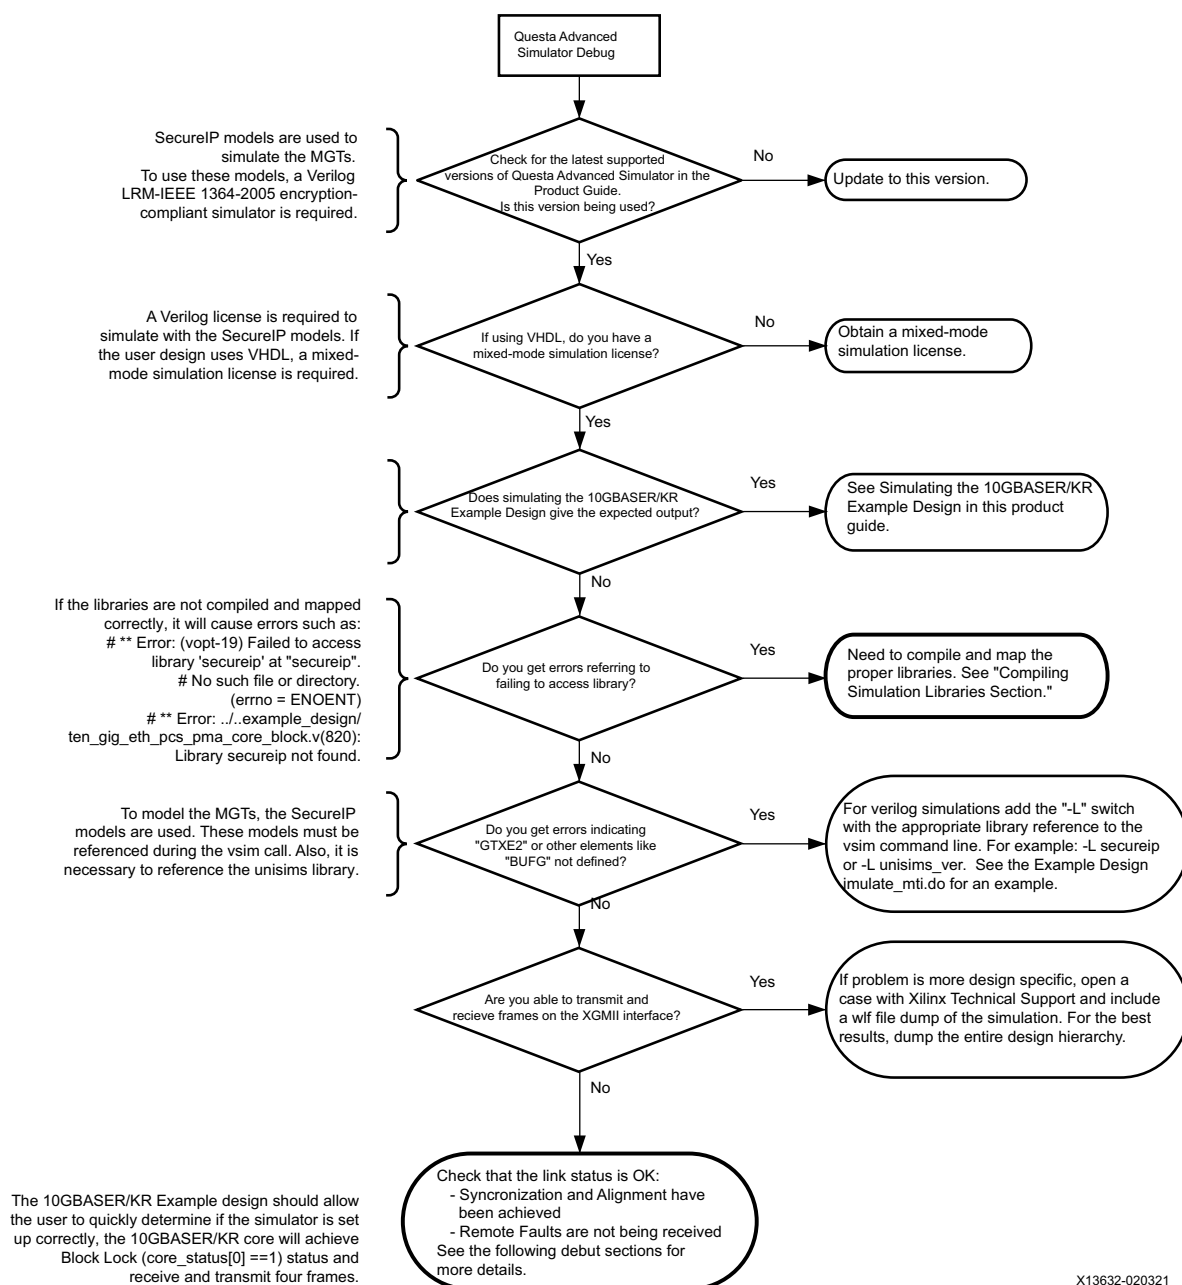 Questa Advanced
Simulator Debug
SecureIP models are used to
simulate the MGTs.
To use these models, a Verilog
LRM-IEEE 1364-2005 encryption-
compliant simulator is required.
Check for the latest supported
versions of Questa Advanced Simulator in the
Product Guide.
Is this version being used?
No
Update to this version.
Yes
A Verilog license is required to
simulate with the SecureIP models. If
the user design uses VHDL, a mixed-
mode simulation license is required.
If using VHDL, do you have a
mixed-mode simulation license?
No
Obtain a mixed-mode
simulation license.
Yes
Does simulating the 10GBASER/KR
Example Design give the expected output?
Yes
See Simulating the 10GBASER/KR
Example Design in this product
guide.
No
If the libraries are not compiled and mapped
correctly, it will cause errors such as:
# ** Error: (vopt-19) Failed to access
library 'secureip' at "secureip".
# No such file or directory.
(errno = ENOENT)
# ** Error: ../..example_design/
ten_gig_eth_pcs_pma_core_block.v(820):
Library secureip not found.
Do you get errors referring to
failing to access library?
Yes
Need to compile and map the
proper libraries. See "Compiling
Simulation Libraries Section."
No
To model the MGTs, the SecureIP
models are used. These models must be
referenced during the vsim call. Also, it is
necessary to reference the unisims library.
Do you get errors indicating
"GTXE2" or other elements like
"BUFG" not defined?
Yes
For verilog simulations add the "-L" switch
with the appropriate library reference to the
vsim command line. For example: -L secureip
or -L unisims_ver.  See the Example Design
imulate_mti.do for an example.
No
Are you able to transmit and
recieve frames on the XGMII interface?
Yes
If problem is more design specific, open a
case with Xilinx Technical Support and include
a wlf file dump of the simulation. For the best
results, dump the entire design hierarchy.
No
Check that the link status is OK:
- Syncronization and Alignment have
been achieved
- Remote Faults are not being received
See the following debut sections for
more details.
The 10GBASER/KR Example design should allow
the user to quickly determine if the simulator is set
up correctly, the 10GBASER/KR core will achieve
Block Lock (core_status[0] ==1) status and
receive and transmit four frames.
X13632-020321